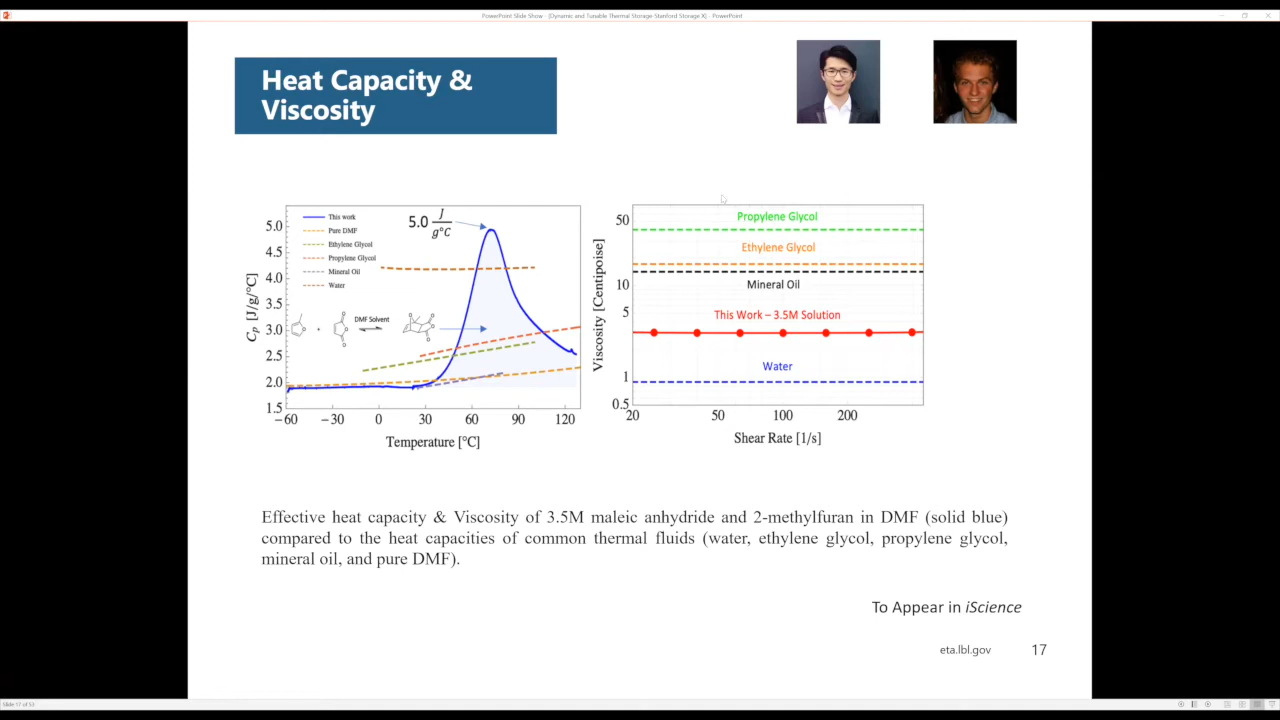 PowerPoint Slide Show - [Dynamic and Tunable Thermal Storage-Stanford Storage X] - PowerPoint
Heat Capacity &
Viscosity
5.0 J/g°C
This work
Pure DMF
Ethylene Glycol
Propylene Glycol
Mineral Oil
Water
DMF Solvent
+
Cp [J/g/°C]
5.0
4.5
4.0
3.5
3.0
2.5
2.0
1.5
−60
−30
0
30
60
90
120
Temperature [°C]
Viscosity [Centipoise]
50
10
5
1
0.5
Propylene Glycol
Ethylene Glycol
Mineral Oil
This Work – 3.5M Solution
Water
20
50
100
200
Shear Rate [1/s]
Effective heat capacity & Viscosity of 3.5M maleic anhydride and 2-methylfuran in DMF (solid blue)
compared to the heat capacities of common thermal fluids (water, ethylene glycol, propylene glycol,
mineral oil, and pure DMF).
To Appear in iScience
eta.lbl.gov
17
Slide 17 of 53